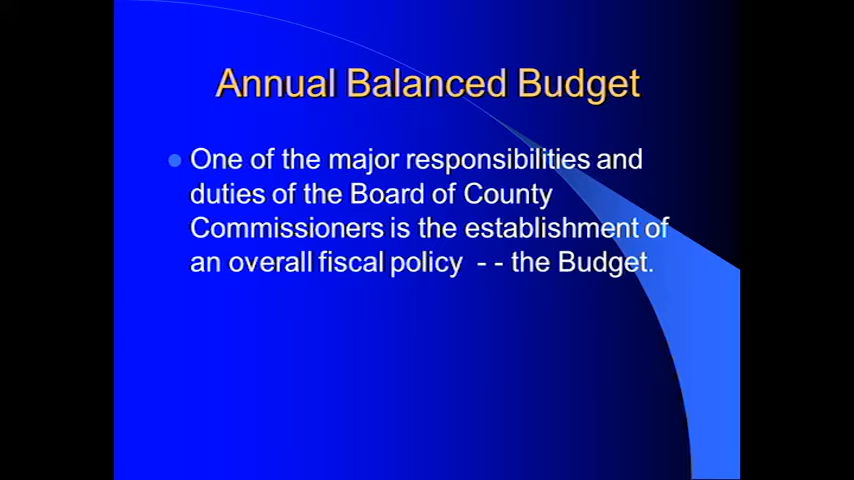 Annual Balanced Budget
One of the major responsibilities and
duties of the Board of County
Commissioners is the establishment of
an overall fiscal policy - - the Budget.